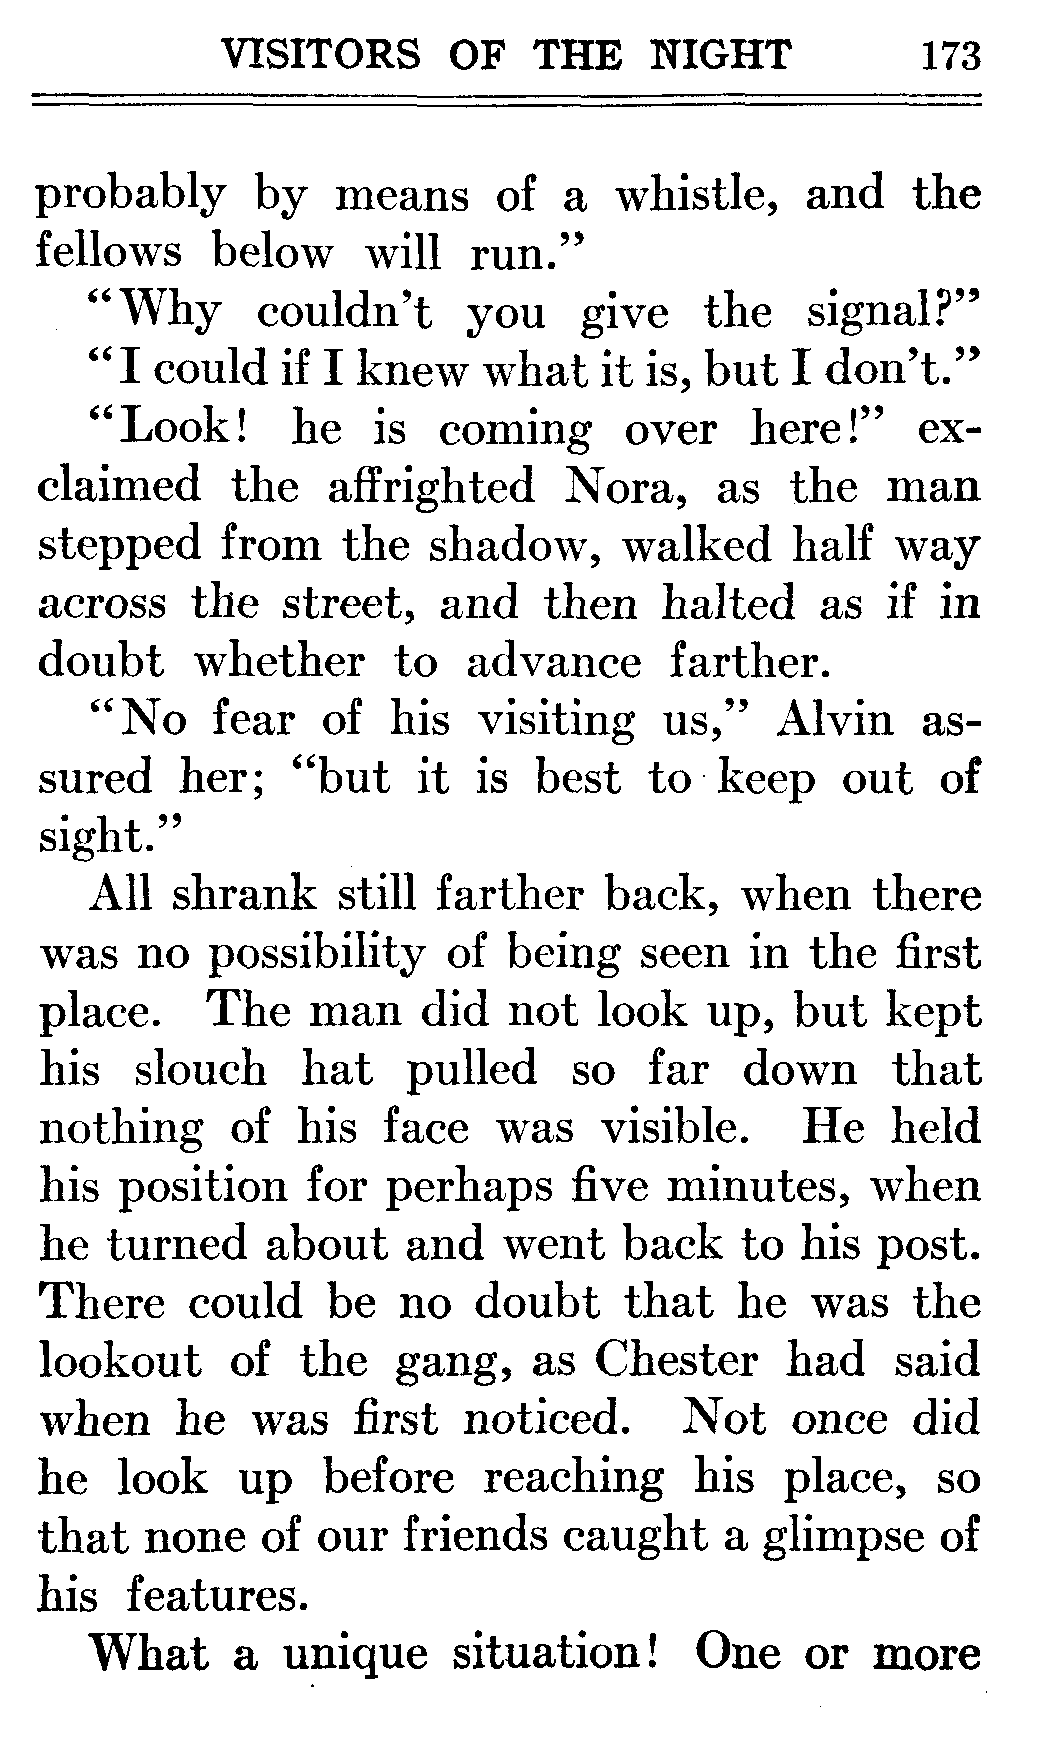 VISITORS OF THE NIGHT 173
probably by means of a whistle, and the
fellows below will run."
"Why couldn't you give the signal?"
"I could if I knew what it is, but I don't."
"Look! he is coming over here!" ex-
claimed the affrighted Nora, as the man
stepped from the shadow, walked half way
across the street, and then halted as if in
doubt whether to advance farther.
"No fear of his visiting us," Alvin as-
sured her; "but it is best to keep out of
sight."
All shrank still farther back, when there
was no possibility of being seen in the first
place. The man did not look up, but kept
his slouch hat pulled so far down that
nothing of his face was visible. He held
his position for perhaps five minutes, when
he turned about and went back to his post.
There could be no doubt that he was the
lookout of the gang, as Chester had said
when he was first noticed. Not once did
he look up before reaching his place, so
that none of our friends caught a glimpse of
his features.
What a unique situation! One or more